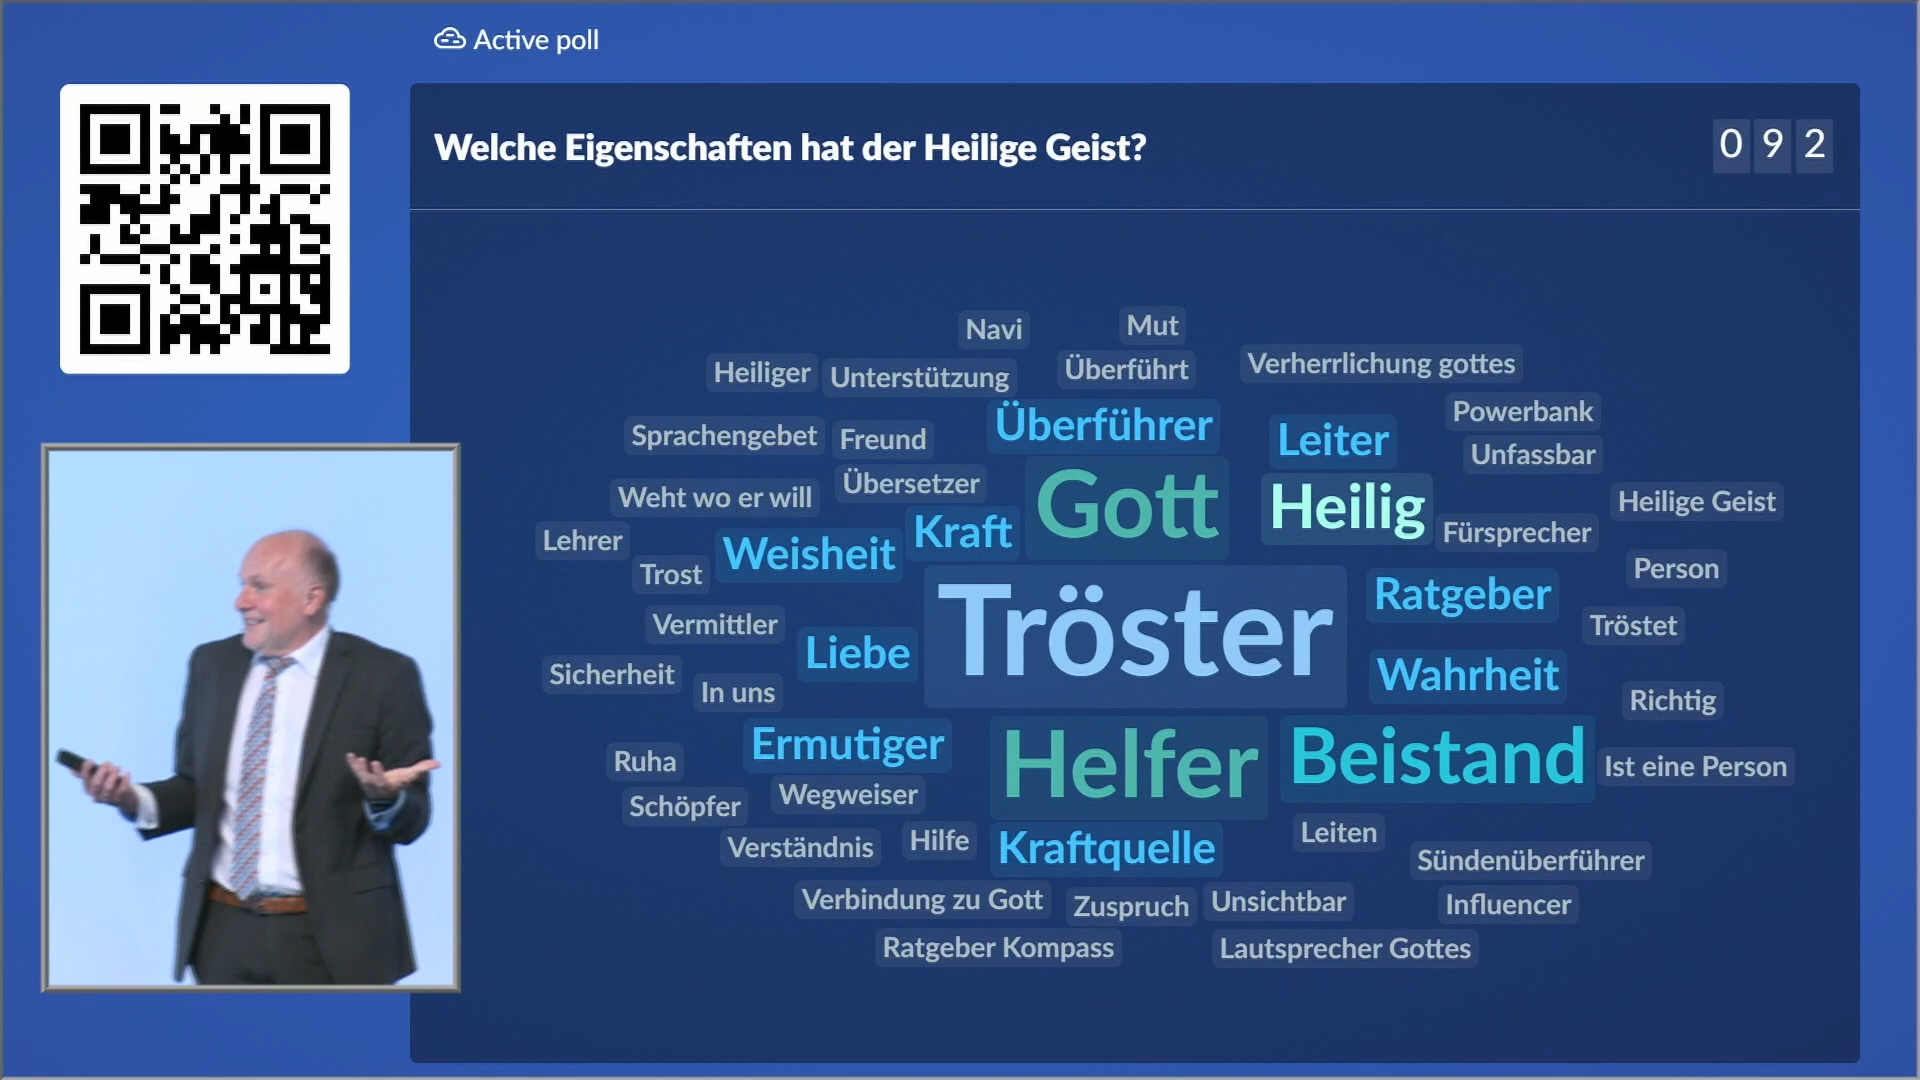 Active poll
Welche Eigenschaften hat der Heilige Geist?
092
Navi
Mut
Heiliger
Unterstützung
Überführt
Verherrlichung gottes
Sprachengebet
Freund
Überführer
Leiter
Powerbank
Unfassbar
Weht wo er will
Übersetzer
Gott
Heilig
Heilige Geist
Lehrer
Weisheit
Kraft
Fürsprecher
Trost
Person
Vermittler
Liebe
Tröster
Ratgeber
Tröstet
Sicherheit
In uns
Wahrheit
Richtig
Ruha
Ermutiger
Helfer
Beistand
Ist eine Person
Schöpfer
Wegweiser
Verständnis
Hilfe
Kraftquelle
Leiten
Sündenüberführer
Verbindung zu Gott
Zuspruch
Unsichtbar
Influencer
Ratgeber Kompass
Lautsprecher Gottes